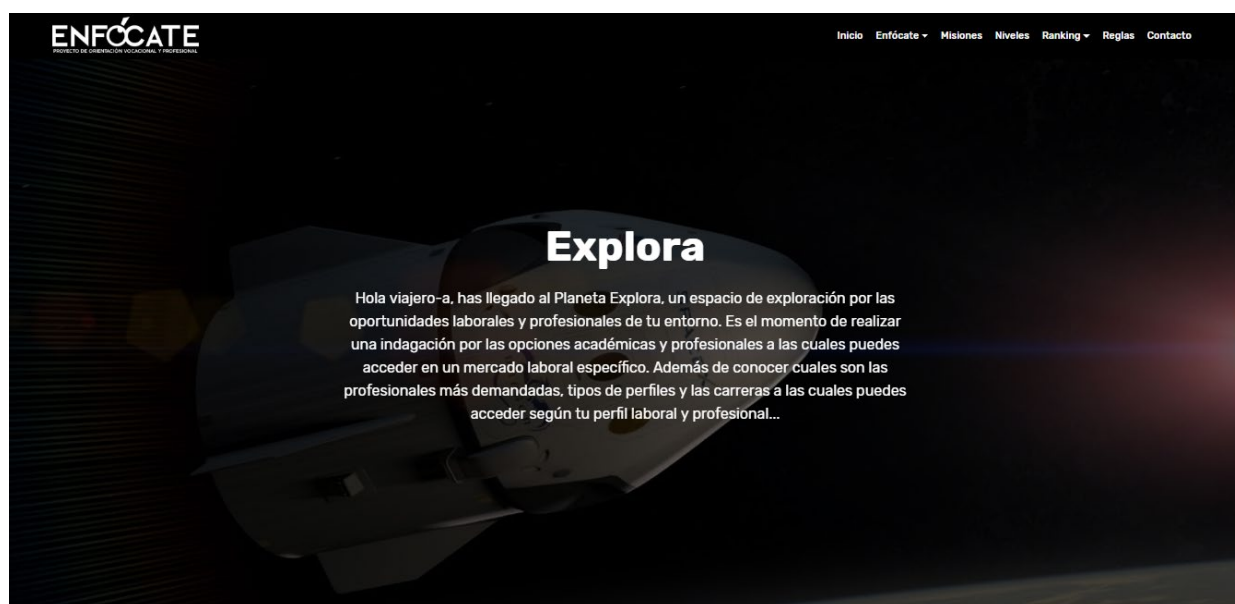 ENFÓCATE
PROYECTO DE ORIENTACIÓN VOCACIONAL Y PROFESIONAL
Inicio Enfócate Misiones Niveles Ranking Reglas Contacto
Explora
Hola viajero-a, has llegado al Planeta Explora, un espacio de exploración por las
oportunidades laborales y profesionales de tu entorno. Es el momento de realizar
una indagación por las opciones académicas y profesionales a las cuales puedes
acceder en un mercado laboral específico. Además de conocer cuales son las
profesionales más demandadas, tipos de perfiles y las carreras a las cuales puedes
acceder según tu perfil laboral y profesional...